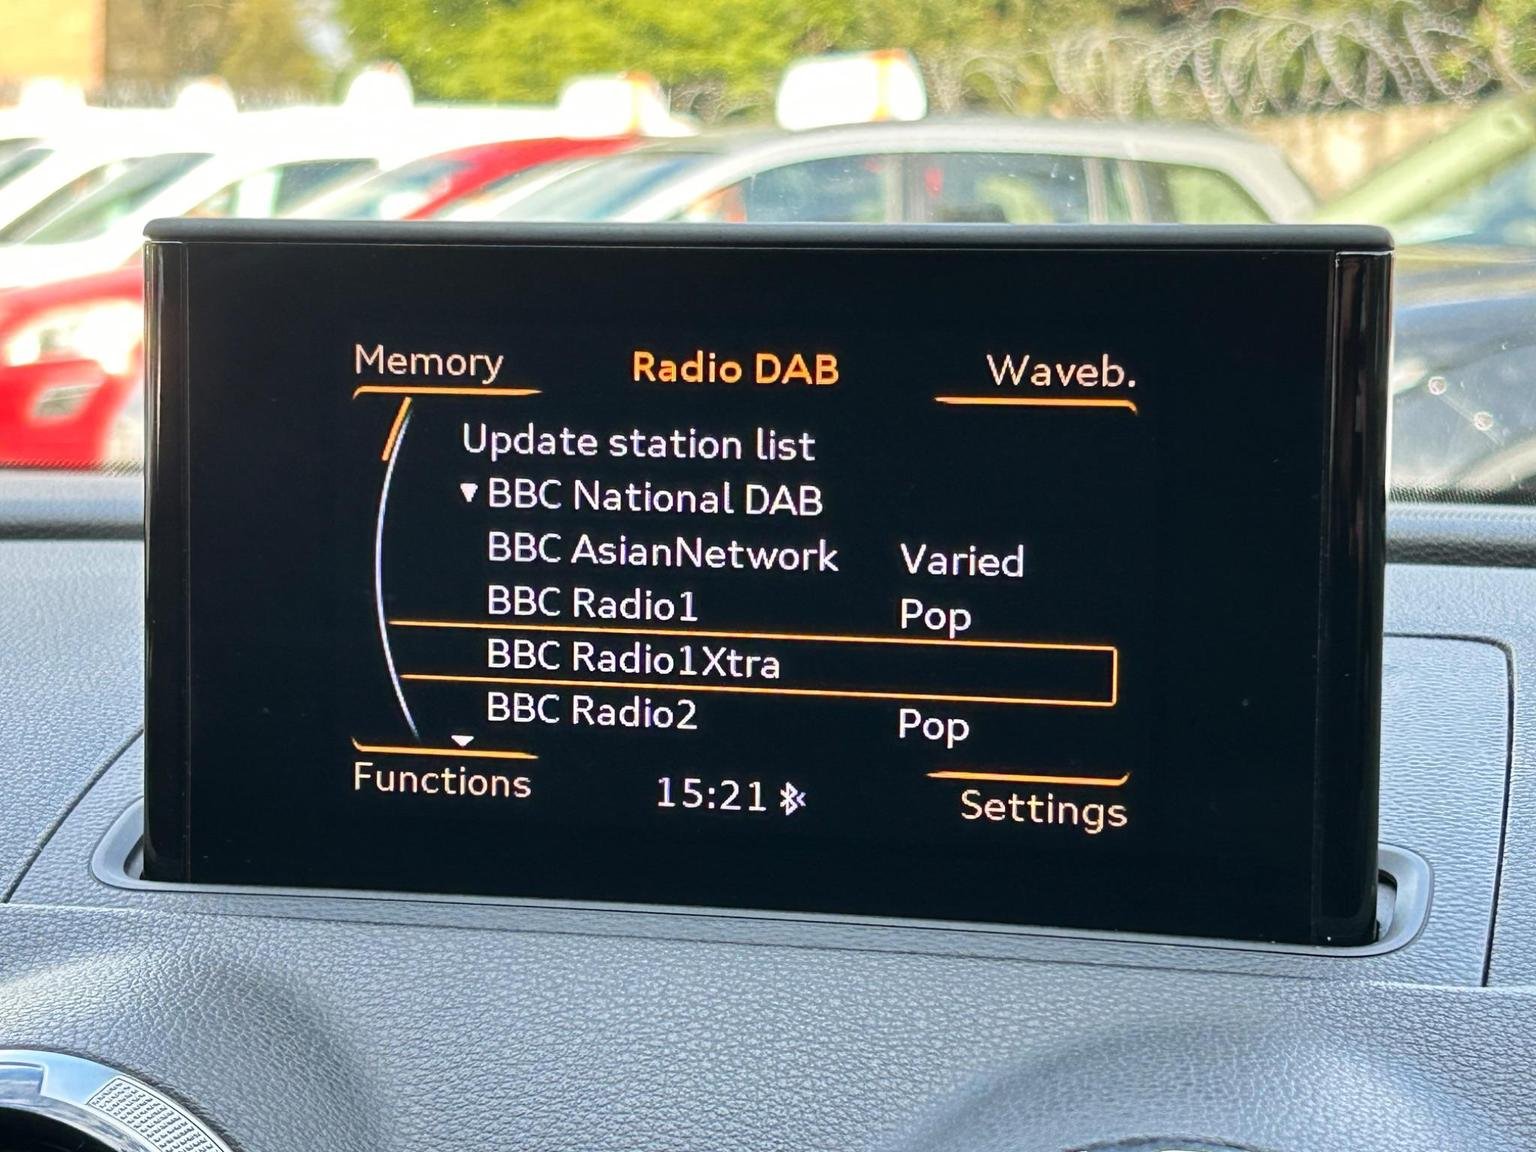 Memory Radio DAB Waveb.
Update station list
▼ BBC National DAB
BBC AsianNetwork Varied
BBC Radio1 Pop
BBC Radio1Xtra
BBC Radio2 Pop
Functions 15:21 Settings